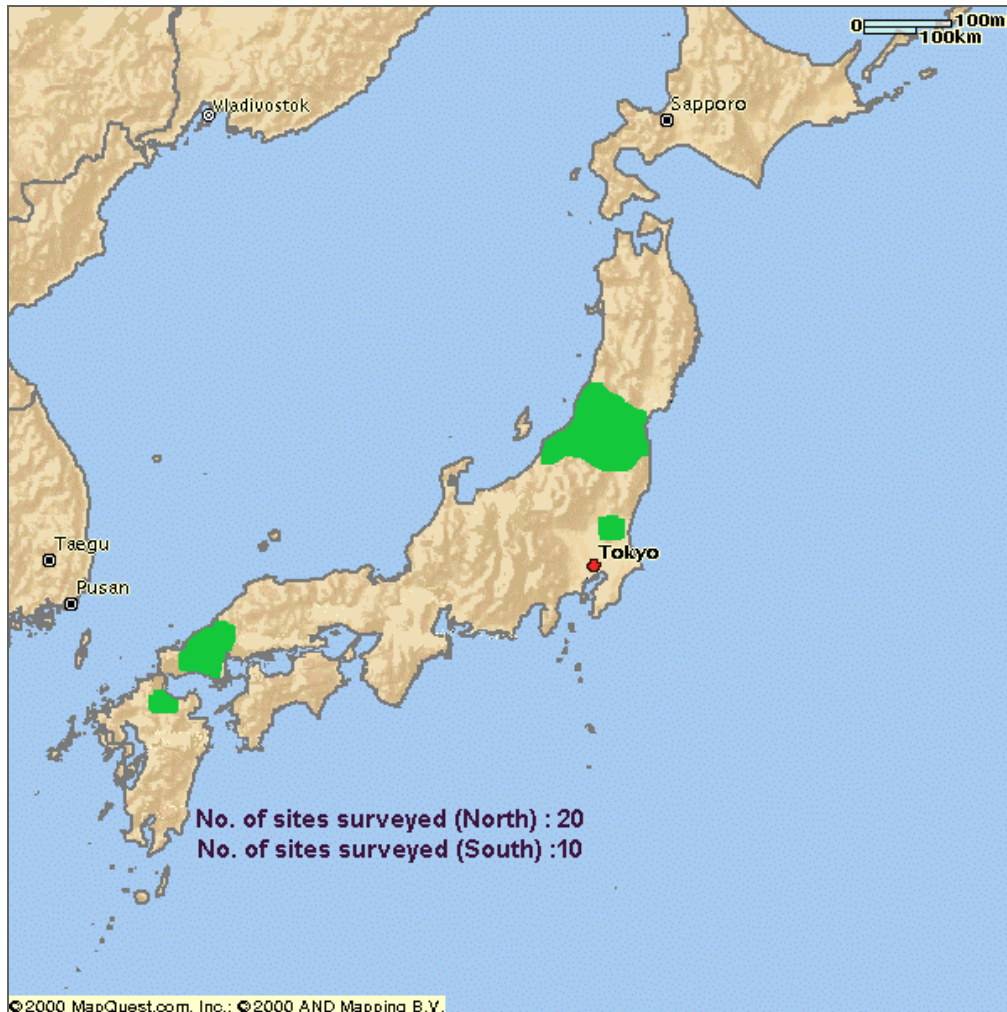 0 100m
100km
Sapporo
Vladivostok
Taegu
Tokyo
Pusan
No. of sites surveyed (North) : 20
No. of sites surveyed (South) :10
©2000 MapQuest.com, Inc.; ©2000 AND Mapping B.V.